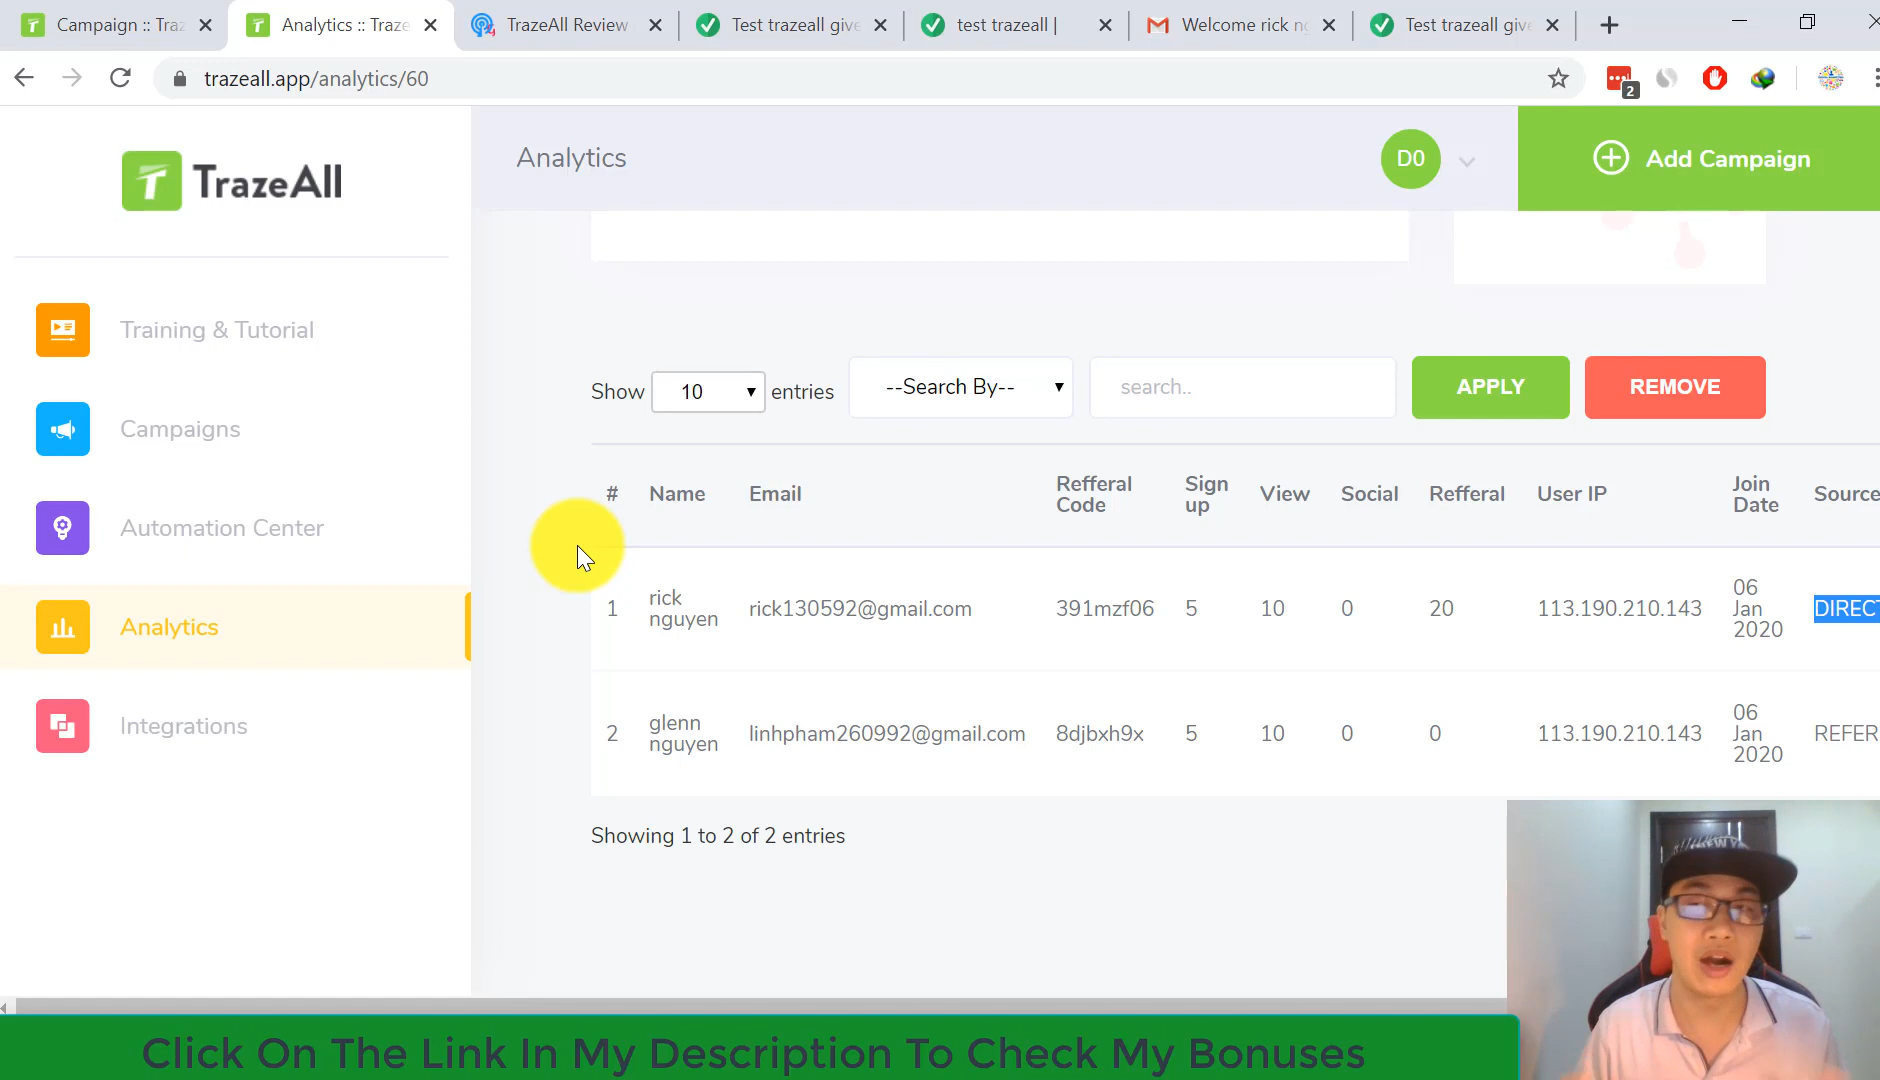 Campaign :: Traz
Analytics :: Traze
TrazeAll Review
Test trazeall give
test trazeall |
Welcome rick ng
Test trazeall give
trazeall.app/analytics/60
2
TrazeAll
Analytics
D0
Add Campaign
Training & Tutorial
Campaigns
Automation Center
Analytics
Integrations
Show 10 entries --Search By-- search.. APPLY REMOVE
# Name Email Refferal Code Sign up View Social Refferal User IP Join Date Source
1 rick nguyen rick130592@gmail.com 391mzf06 5 10 0 20 113.190.210.143 06 Jan 2020 DIRECT
2 glenn nguyen linhpham260992@gmail.com 8djbxh9x 5 10 0 0 113.190.210.143 06 Jan 2020 REFER
Showing 1 to 2 of 2 entries
Click On The Link In My Description To Check My Bonuses